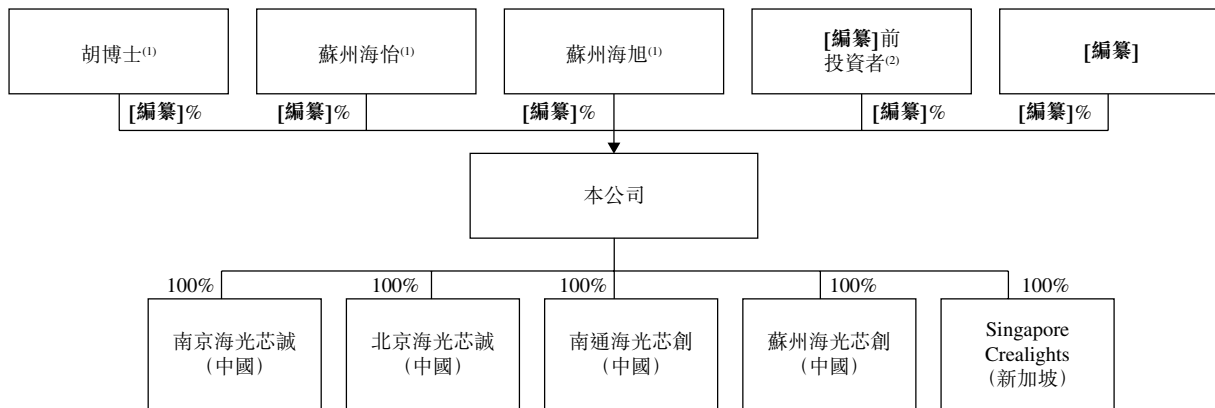 胡博士(1)
蘇州海怡(1)
蘇州海旭(1)
[編纂]前
投資者(2)
[編纂]
[編纂]%
[編纂]%
[編纂]%
[編纂]%
[編纂]%
本公司
100%
100%
100%
100%
100%
南京海光芯誠
（中國）
北京海光芯誠
（中國）
南通海光芯創
（中國）
蘇州海光芯創
（中國）
Singapore
Crealights
（新加坡）